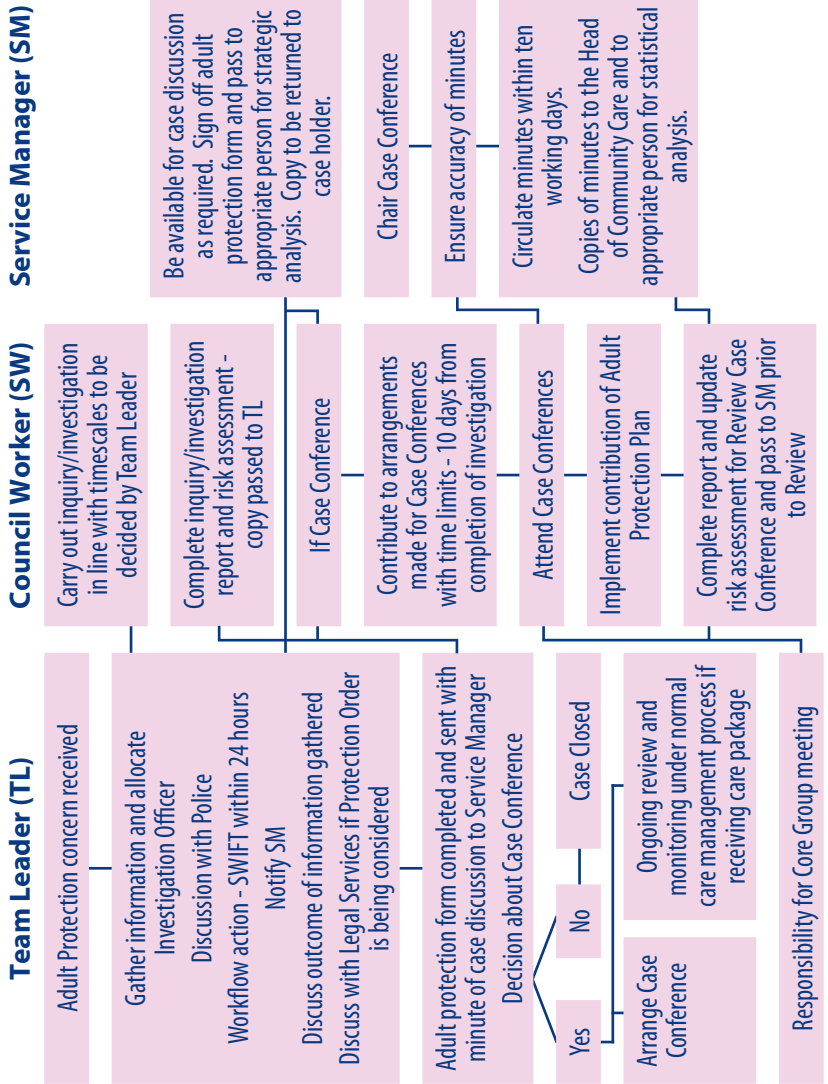 Team Leader (TL)
Adult Protection concern received
Gather information and allocate
Investigation Officer
Discussion with Police
Workflow action - SWIFT within 24 hours
Notify SM
Discuss outcome of information gathered
Discuss with Legal Services if Protection Order
is being considered
Adult protection form completed and sent with
minute of case discussion to Service Manager
Decision about Case Conference
Yes
No
Case Closed
Arrange Case
Conference
Ongoing review and
monitoring under normal
care management process if
receiving care package
Responsibility for Core Group meeting
Council Worker (SW)
Carry out inquiry/investigation
in line with timescales to be
decided by Team Leader
Complete inquiry/investigation
report and risk assessment -
copy passed to TL
If Case Conference
Contribute to arrangements
made for Case Conferences
with time limits - 10 days from
completion of investigation
Attend Case Conferences
Implement contribution of Adult
Protection Plan
Complete report and update
risk assessment for Review Case
Conference and pass to SM prior
to Review
Service Manager (SM)
Be available for case discussion
as required. Sign off adult
protection form and pass to
appropriate person for strategic
analysis. Copy to be returned to
case holder.
Chair Case Conference
Ensure accuracy of minutes
Circulate minutes within ten
working days.
Copies of minutes to the Head
of Community Care and to
appropriate person for statistical
analysis.